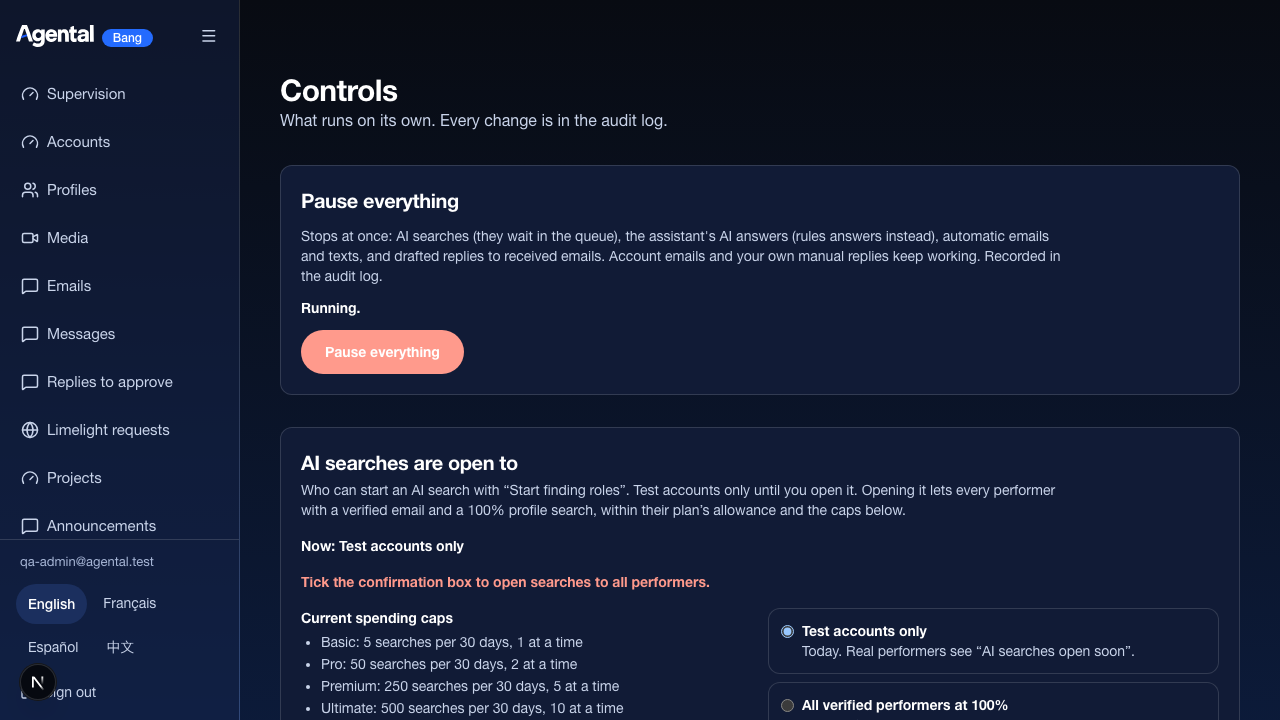 Agental
Bang
Supervision
Accounts
Profiles
Media
Emails
Messages
Replies to approve
Limelight requests
Projects
Announcements
qa-admin@agental.test
English
Français
Español
中文
N
gn out
Controls
What runs on its own. Every change is in the audit log.
Pause everything
Stops at once: AI searches (they wait in the queue), the assistant's AI answers (rules answers instead), automatic emails
and texts, and drafted replies to received emails. Account emails and your own manual replies keep working. Recorded in
the audit log.
Running.
Pause everything
AI searches are open to
Who can start an AI search with “Start finding roles”. Test accounts only until you open it. Opening it lets every performer
with a verified email and a 100% profile search, within their plan’s allowance and the caps below.
Now: Test accounts only
Tick the confirmation box to open searches to all performers.
Current spending caps
Basic: 5 searches per 30 days, 1 at a time
Pro: 50 searches per 30 days, 2 at a time
Premium: 250 searches per 30 days, 5 at a time
Ultimate: 500 searches per 30 days, 10 at a time
Test accounts only
Today. Real performers see “AI searches open soon”.
All verified performers at 100%